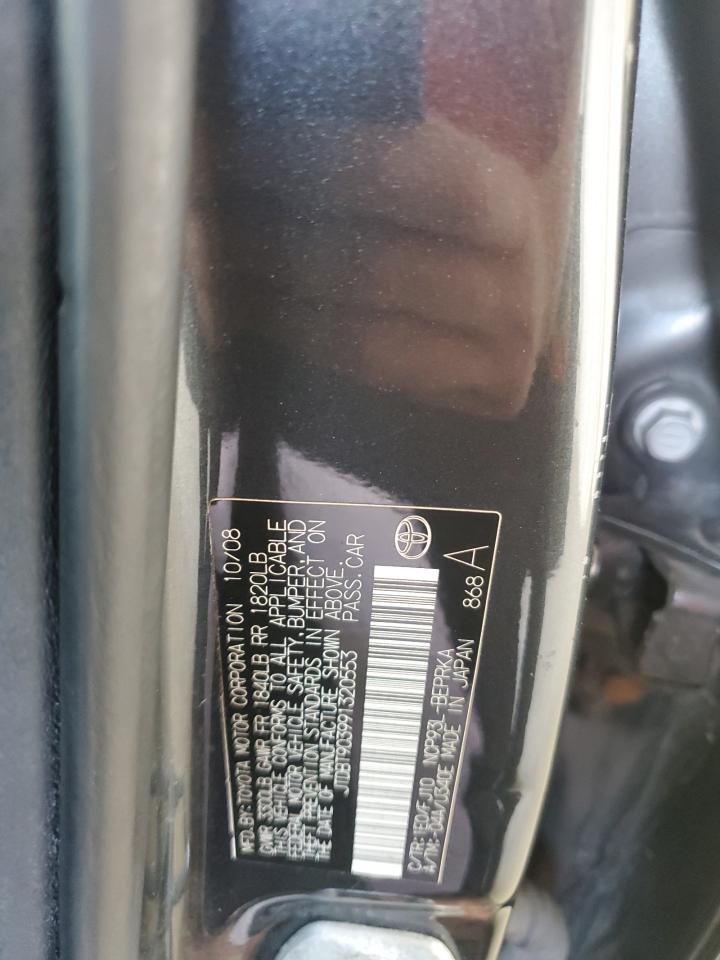 MFD.BY: TOYOTA MOTOR CORPORATION 10/08
GVWR 3500LB GAWR FR 1840LB RR 1820LB
THIS VEHICLE CONFORMS TO ALL APPLICABLE
FEDERAL MOTOR VEHICLE SAFETY, BUMPER, AND
THEFT PREVENTION STANDARDS IN EFFECT ON
THE DATE OF MANUFACTURE SHOWN ABOVE.
JTDBT903991320553 PASS.CAR
C/TR: 1E0/FJ10 NCP93L-BEPRKA 868 A
A/TM: -04A/U340E MADE IN JAPAN